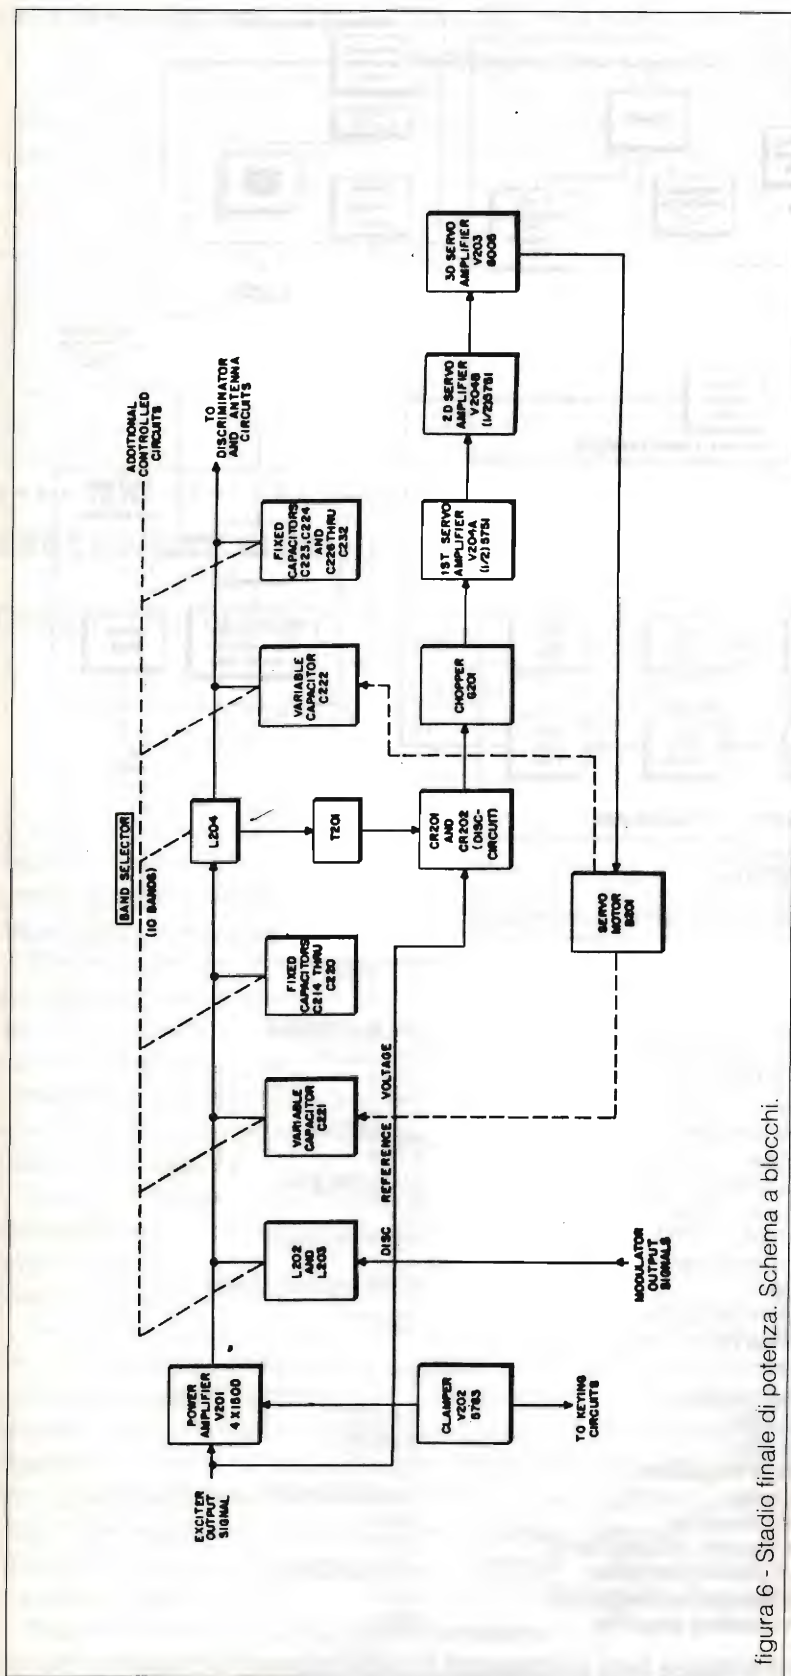 ADDITIONAL
CONTROLLED
CIRCUITS
BAND SELECTOR
(10 BANDS)
TO
DISCRIMINATOR
AND ANTENNA
CIRCUITS
EXCITER
OUTPUT
SIGNAL
POWER
AMPLIFIER
V201
4 X1500
L202
AND
L203
VARIABLE
CAPACITOR
C221
FIXED
CAPACITORS
C214 THRU
C220
L204
VARIABLE
CAPACITOR
C222
FIXED
CAPACITORS
C223, C224
AND
C226 THRU
C232
CLAMPER
V202
5763
TO KEYING
CIRCUITS
DISC REFERENCE VOLTAGE
MODULATOR
OUTPUT
SIGNALS
T201
CR201
AND
CR202
(DISC-
CIRCUIT)
CHOPPER
G201
1ST SERVO
AMPLIFIER
V204A
(1/2) 5751
2D SERVO
AMPLIFIER
V204B
(1/2)5751
3D SERVO
AMPLIFIER
V203
6005
SERVO
MOTOR
B201
figura 6 - Stadio finale di potenza. Schema a blocchi.